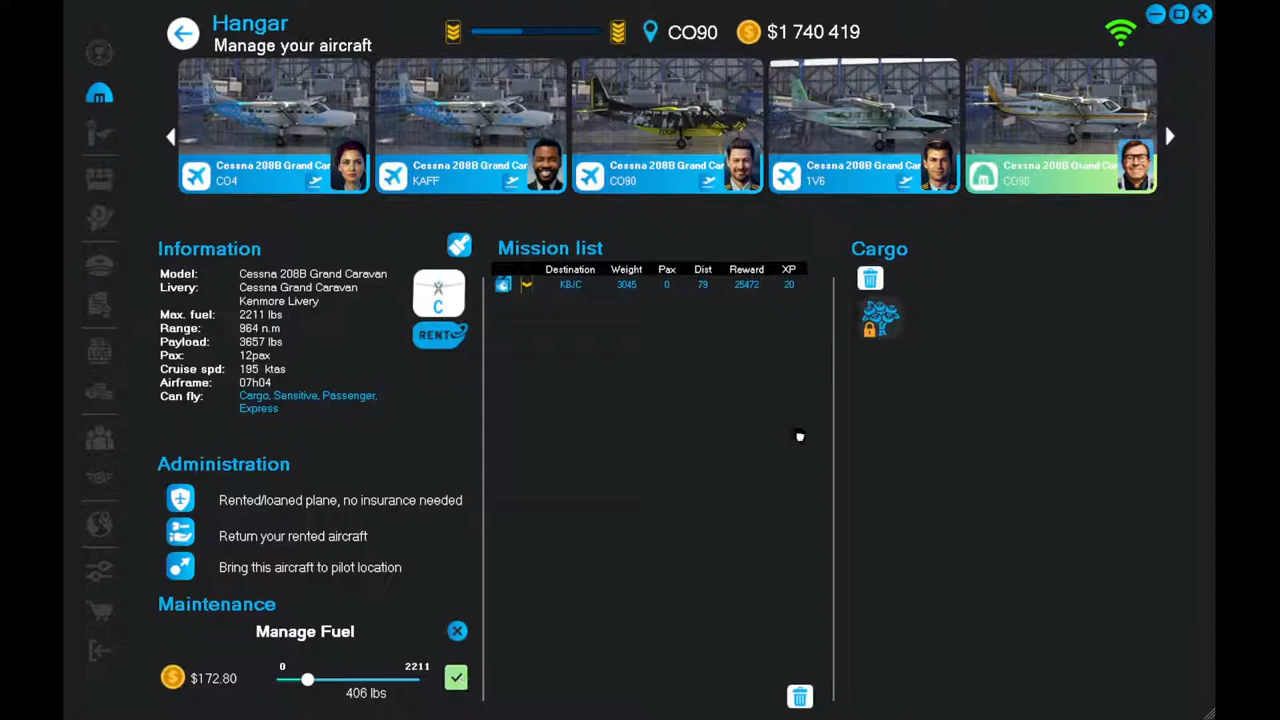 Hangar
Manage your aircraft
CO90
$1 740 419
Cessna 208B Grand Car
CO4
Cessna 208B Grand Car
KAFF
Cessna 208B Grand Car
CO90
Cessna 208B Grand Car
1V6
Cessna 208B Grand Car
CO90
Information
Model: Cessna 208B Grand Caravan
Livery: Cessna Grand Caravan
Kenmore Livery
Max. fuel: 2211 lbs
Range: 964 n.m
Payload: 3657 lbs
Pax: 12pax
Cruise spd: 195 ktas
Airframe: 07h04
Can fly: Cargo, Sensitive, Passenger,
Express
C
RENT
Mission list
Destination Weight Pax Dist Reward XP
KBJC 3045 0 79 25472 20
Cargo
Administration
Rented/loaned plane, no insurance needed
Return your rented aircraft
Bring this aircraft to pilot location
Maintenance
Manage Fuel
$172.80
0 2211
406 lbs